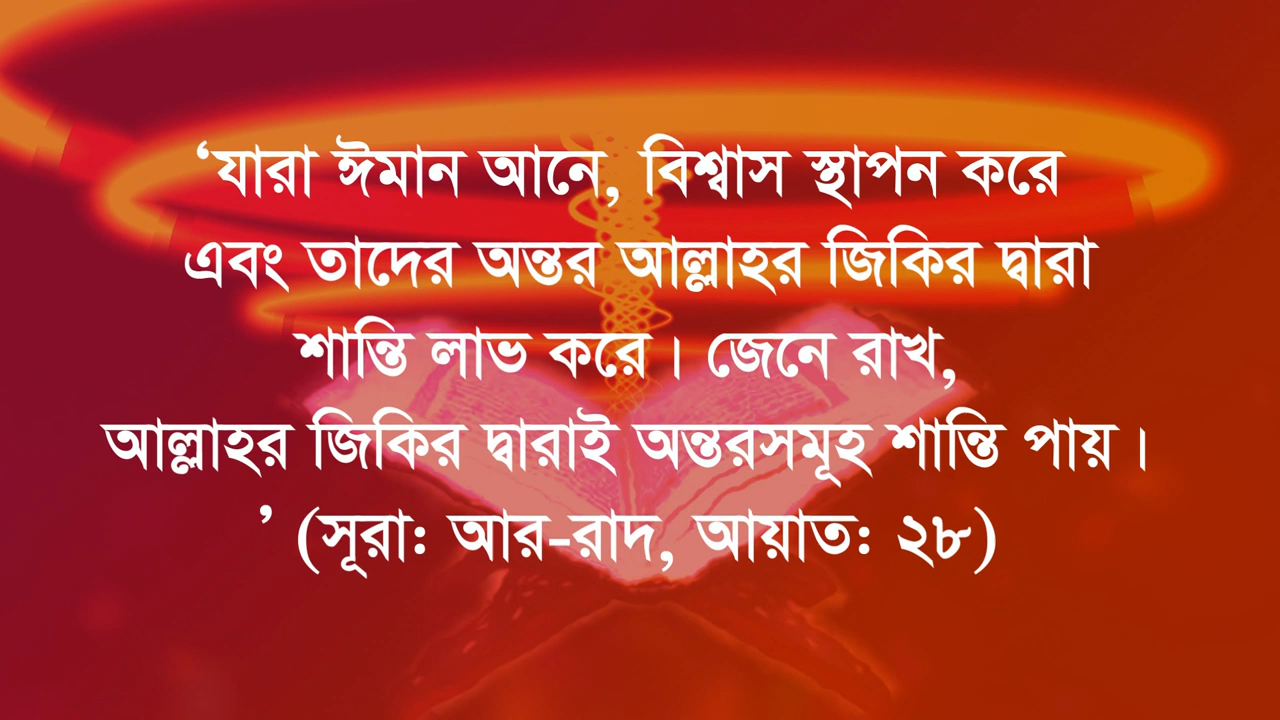 ‘যারা ঈমান আনে, বিশ্বাস স্থাপন করে
এবং তাদের অন্তর আল্লাহর জিকির দ্বারা
শান্তি লাভ করে। জেনে রাখ,
আল্লাহর জিকির দ্বারাই অন্তরসমূহ শান্তি পায়।
’ (সূরাঃ আর-রাদ, আয়াতঃ ২৮)